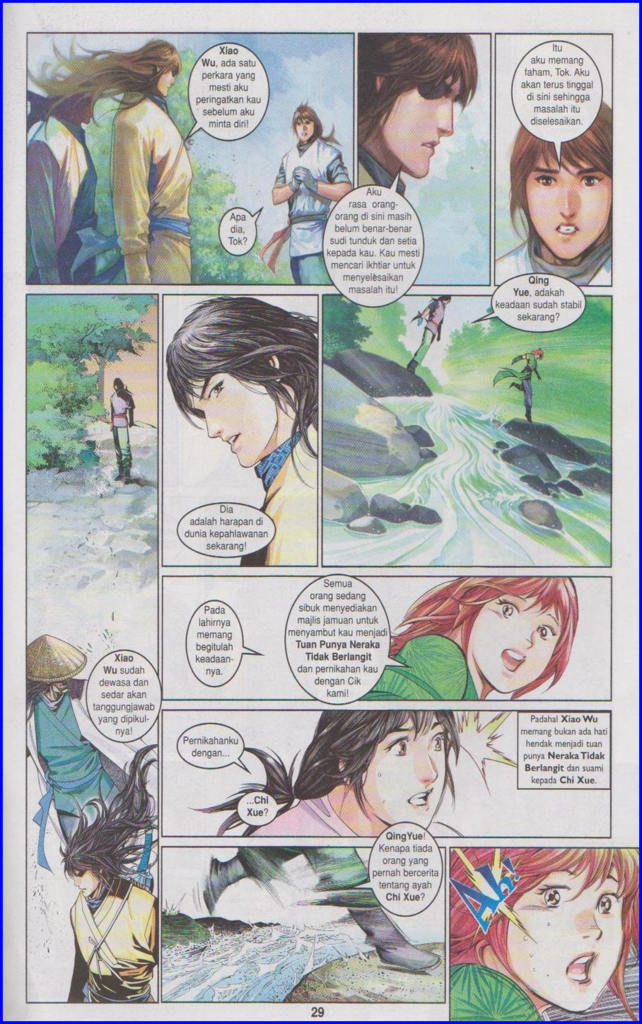 Xiao
Wu, ada satu
perkara yang
mesti aku
peringatkan kau
sebelum aku
minta diri!
Apa
dia,
Tok?
Aku
rasa orang-
orang di sini masih
belum benar-benar
sudi tunduk dan setia
kepada kau. Kau mesti
mencari ikhtiar untuk
menyelesaikan
masalah itu!
Itu
aku memang
faham, Tok. Aku
akan terus tinggal
di sini sehingga
masalah itu
diselesaikan.
Dia
adalah harapan di
dunia kepahlawanan
sekarang!
Qing
Yue, adakah
keadaan sudah stabil
sekarang?
Xiao
Wu sudah
dewasa dan
sedar akan
tanggungjawab
yang dipikul-
nya!
Pada
lahirnya
memang
begitulah
keadaan-
nya.
Semua
orang sedang
sibuk menyediakan
majlis jamuan untuk
menyambut kau menjadi
Tuan Punya Neraka
Tidak Berlangit
dan pernikahan kau
dengan Cik
kami!
Pernikahanku
dengan...
...Chi
Xue?
Padahal Xiao Wu
memang bukan ada hati
hendak menjadi tuan
punya Neraka Tidak
Berlangit dan suami
kepada Chi Xue.
QingYue!
Kenapa tiada
orang yang
pernah bercerita
tentang ayah
Chi Xue?
Ah!
29